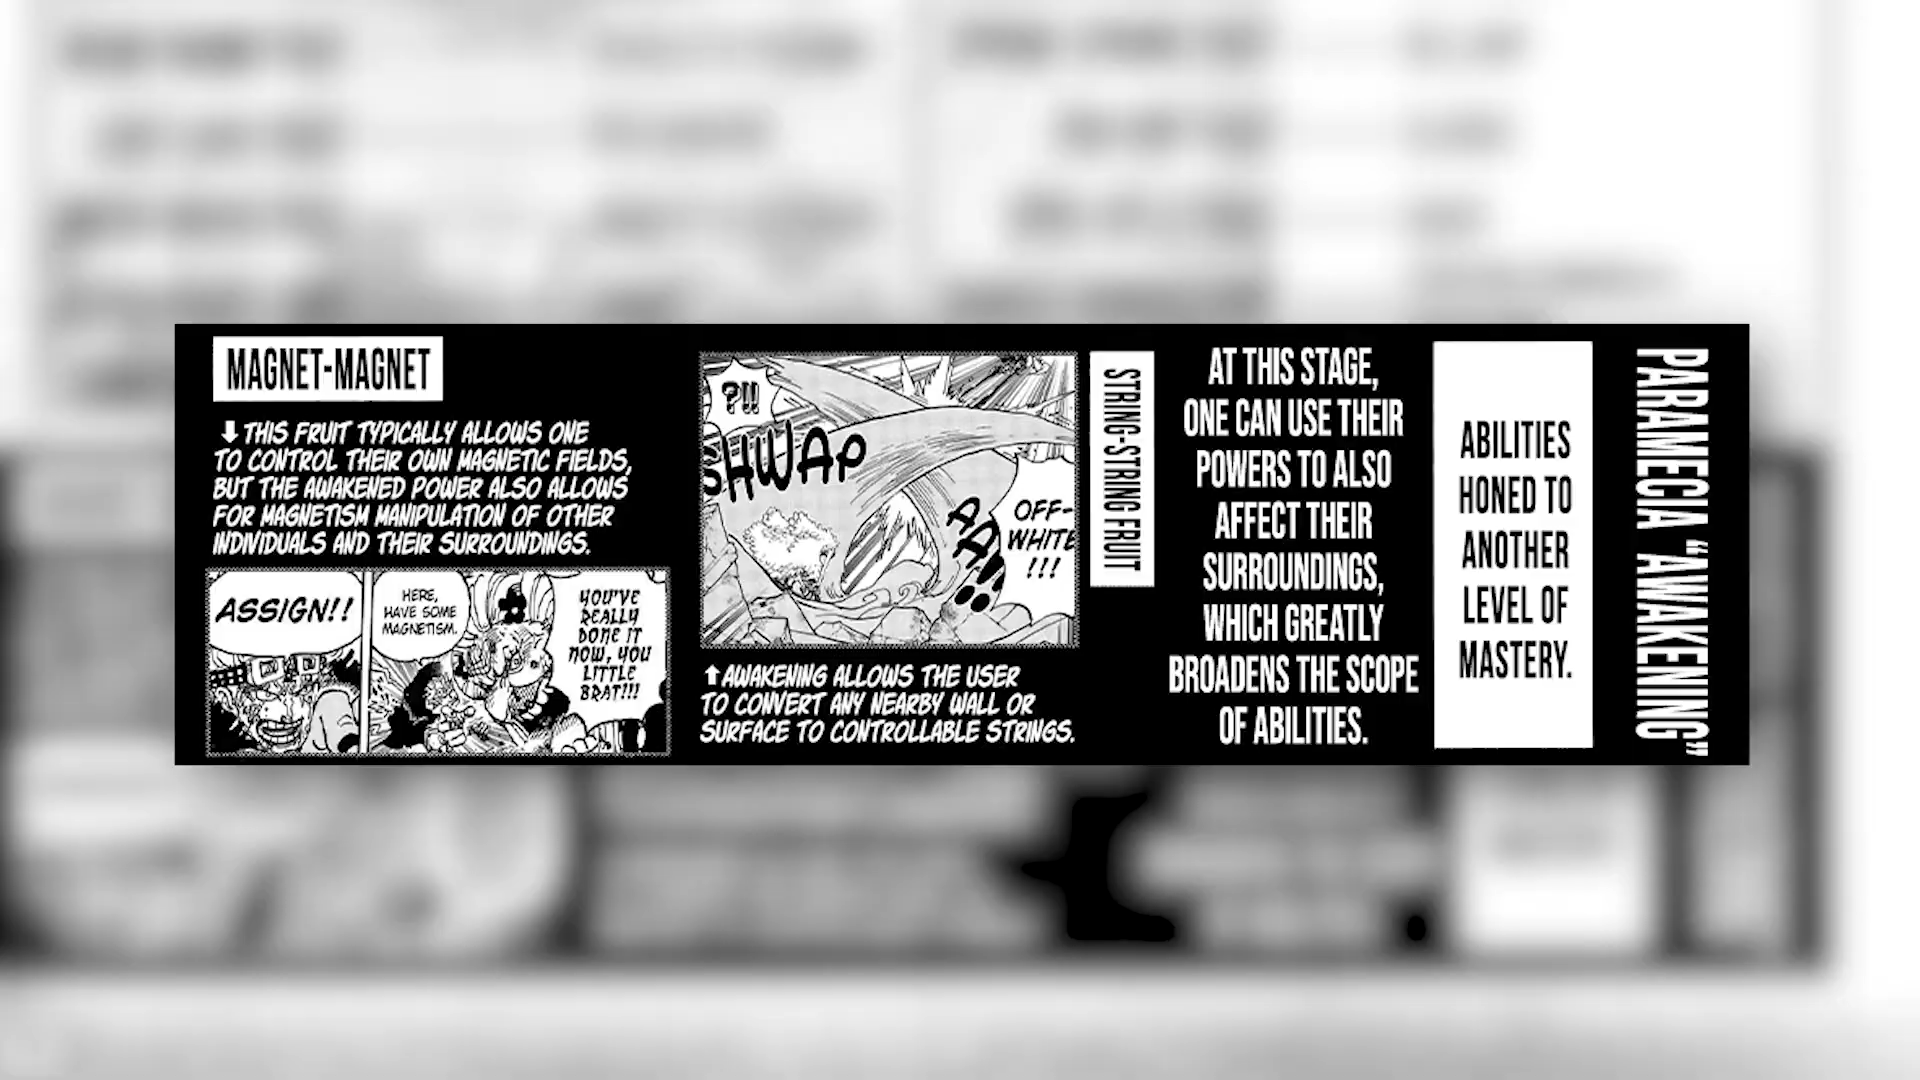 PARAMECIA "AWAKENING"
ABILITIES
HONED TO
ANOTHER
LEVEL OF
MASTERY.
AT THIS STAGE,
ONE CAN USE THEIR
POWERS TO ALSO
AFFECT THEIR
SURROUNDINGS,
WHICH GREATLY
BROADENS THE SCOPE
OF ABILITIES.
STRING-STRING FRUIT
?!!
SHWAP
OFF-
WHITE
!!!
AA!!
⬆AWAKENING ALLOWS THE USER
TO CONVERT ANY NEARBY WALL OR
SURFACE TO CONTROLLABLE STRINGS.
MAGNET-MAGNET
⬇THIS FRUIT TYPICALLY ALLOWS ONE
TO CONTROL THEIR OWN MAGNETIC FIELDS,
BUT THE AWAKENED POWER ALSO ALLOWS
FOR MAGNETISM MANIPULATION OF OTHER
INDIVIDUALS AND THEIR SURROUNDINGS.
ASSIGN!!
HERE,
HAVE SOME
MAGNETISM.
YOU'VE
REALLY
DONE IT
NOW, YOU
LITTLE
BRAT!!!